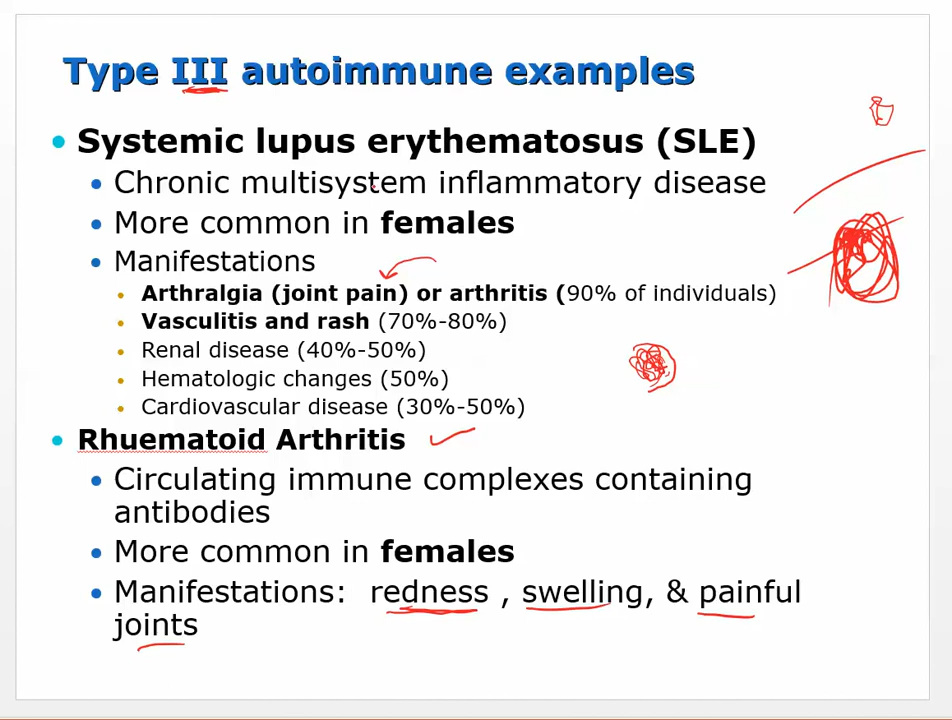 Type III autoimmune examples
Systemic lupus erythematosus (SLE)
Chronic multisystem inflammatory disease
More common in females
Manifestations
Arthralgia (joint pain) or arthritis (90% of individuals)
Vasculitis and rash (70%-80%)
Renal disease (40%-50%)
Hematologic changes (50%)
Cardiovascular disease (30%-50%)
Rhuematoid Arthritis
Circulating immune complexes containing
antibodies
More common in females
Manifestations: redness , swelling, & painful
joints